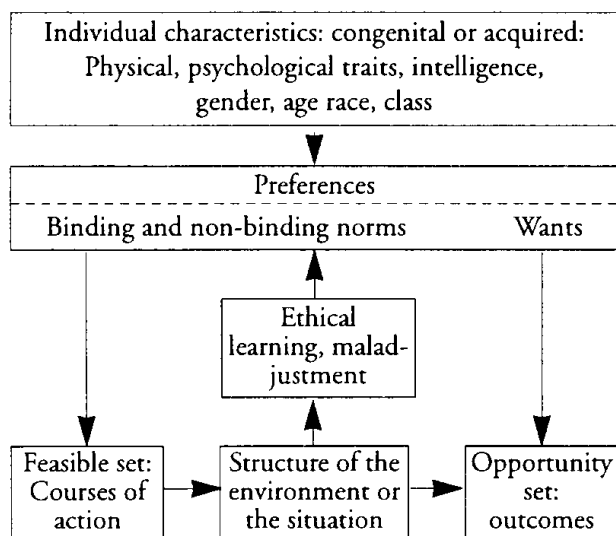 Individual characteristics: congenital or acquired:
Physical, psychological traits, intelligence,
gender, age race, class
Preferences
Binding and non-binding norms Wants
Ethical
learning, malad-
justment
Feasible set:
Courses of
action
Structure of the
environment or
the situation
Opportunity
set:
outcomes